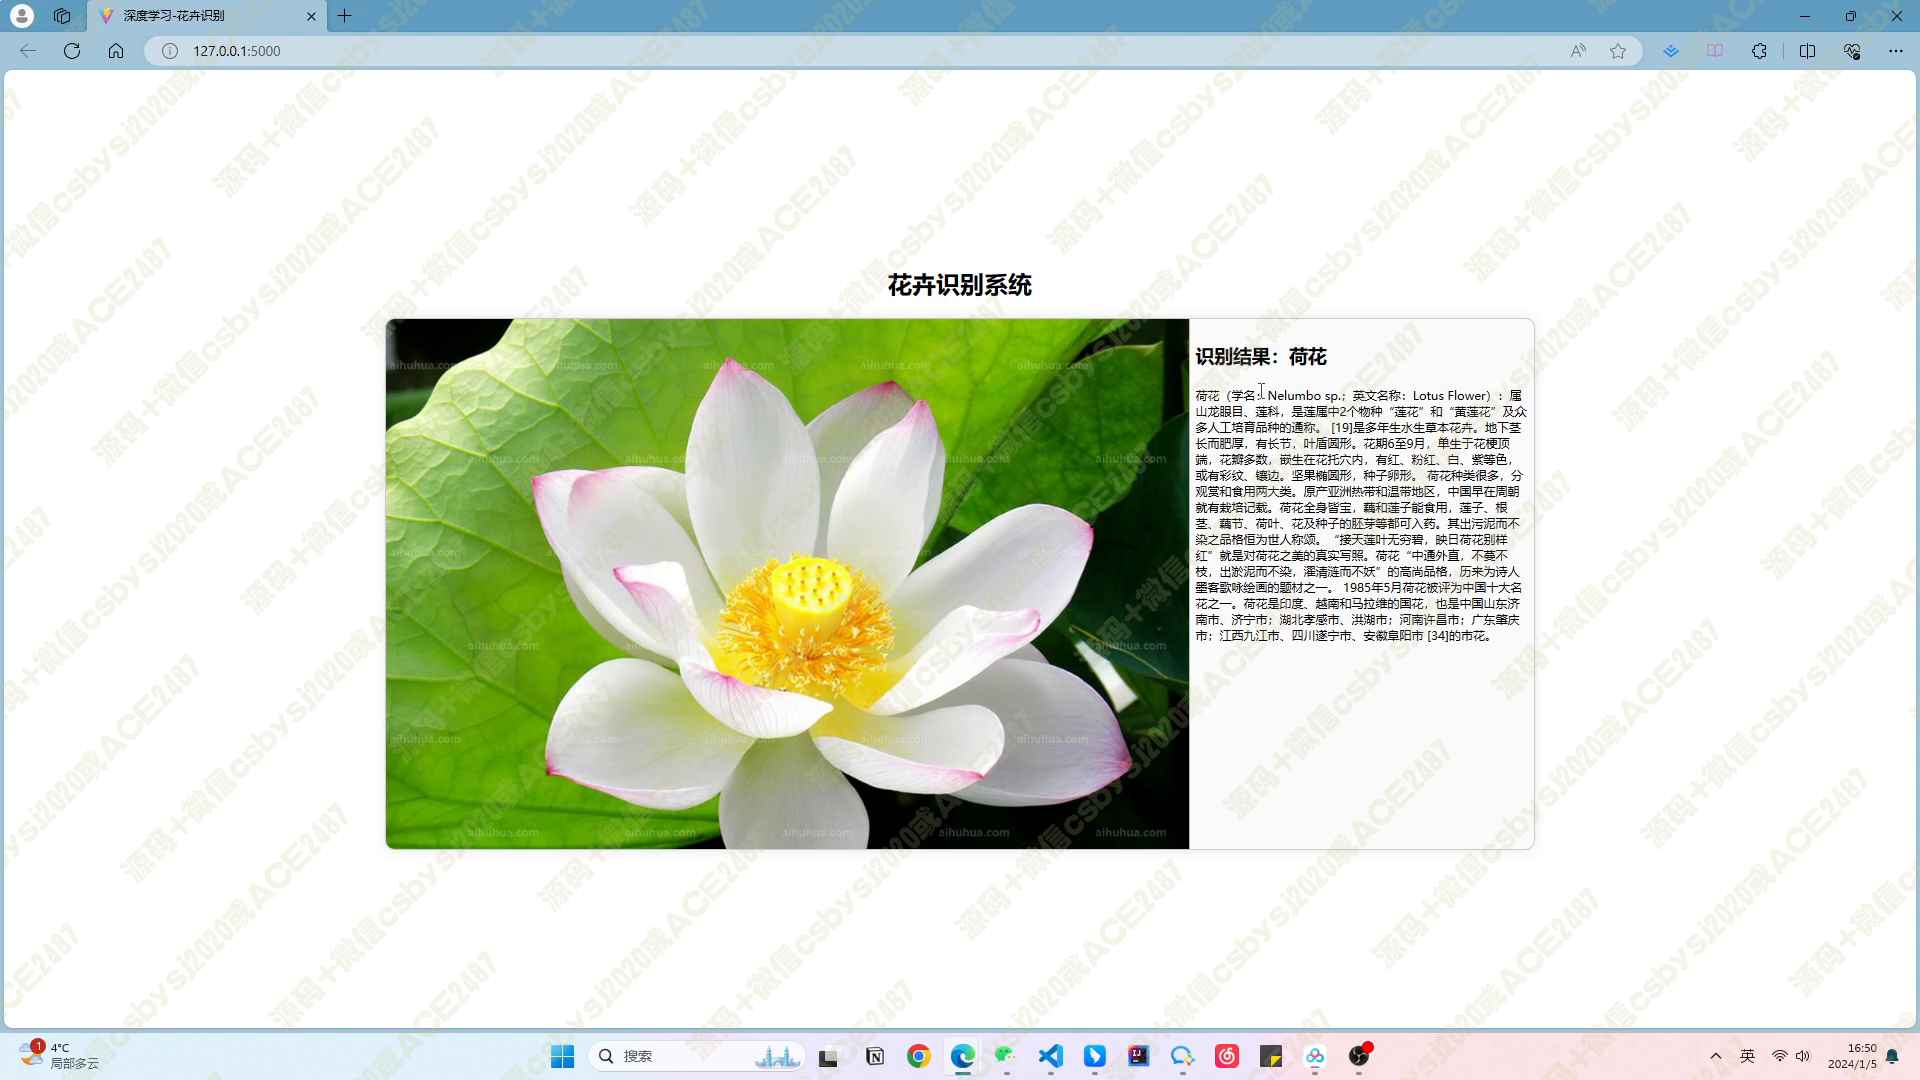 深度学习-花卉识别
127.0.0.1:5000
花卉识别系统
识别结果：荷花
荷花（学名：Nelumbo sp.；英文名称：Lotus Flower）：属
山龙眼目、莲科，是莲属中2个物种“莲花”和“黄莲花”及众
多人工培育品种的通称。 [19]是多年生水生草本花卉。地下茎
长而肥厚，有长节，叶盾圆形。花期6至9月，单生于花梗顶
端，花瓣多数，嵌生在花托穴内，有红、粉红、白、紫等色，
或有彩纹、镶边。坚果椭圆形，种子卵形。 荷花种类很多，分
观赏和食用两大类。原产亚洲热带和温带地区，中国早在周朝
就有栽培记载。荷花全身皆宝，藕和莲子能食用，莲子、根
茎、藕节、荷叶、花及种子的胚芽等都可入药。其出污泥而不
染之品格恒为世人称颂。 “接天莲叶无穷碧，映日荷花别样
红”就是对荷花之美的真实写照。荷花“中通外直，不蔓不
枝，出淤泥而不染，濯清涟而不妖”的高尚品格，历来为诗人
墨客歌咏绘画的题材之一。 1985年5月荷花被评为中国十大名
花之一。荷花是印度、越南和马拉维的国花，也是中国山东济
南市、济宁市；湖北孝感市、洪湖市；河南许昌市；广东肇庆
市；江西九江市、四川遂宁市、安徽阜阳市 [34]的市花。
aihuhua.com
源码+微信csbysj2020或ACE2487
1
4°C
局部多云
搜索
英
16:50
2024/1/5